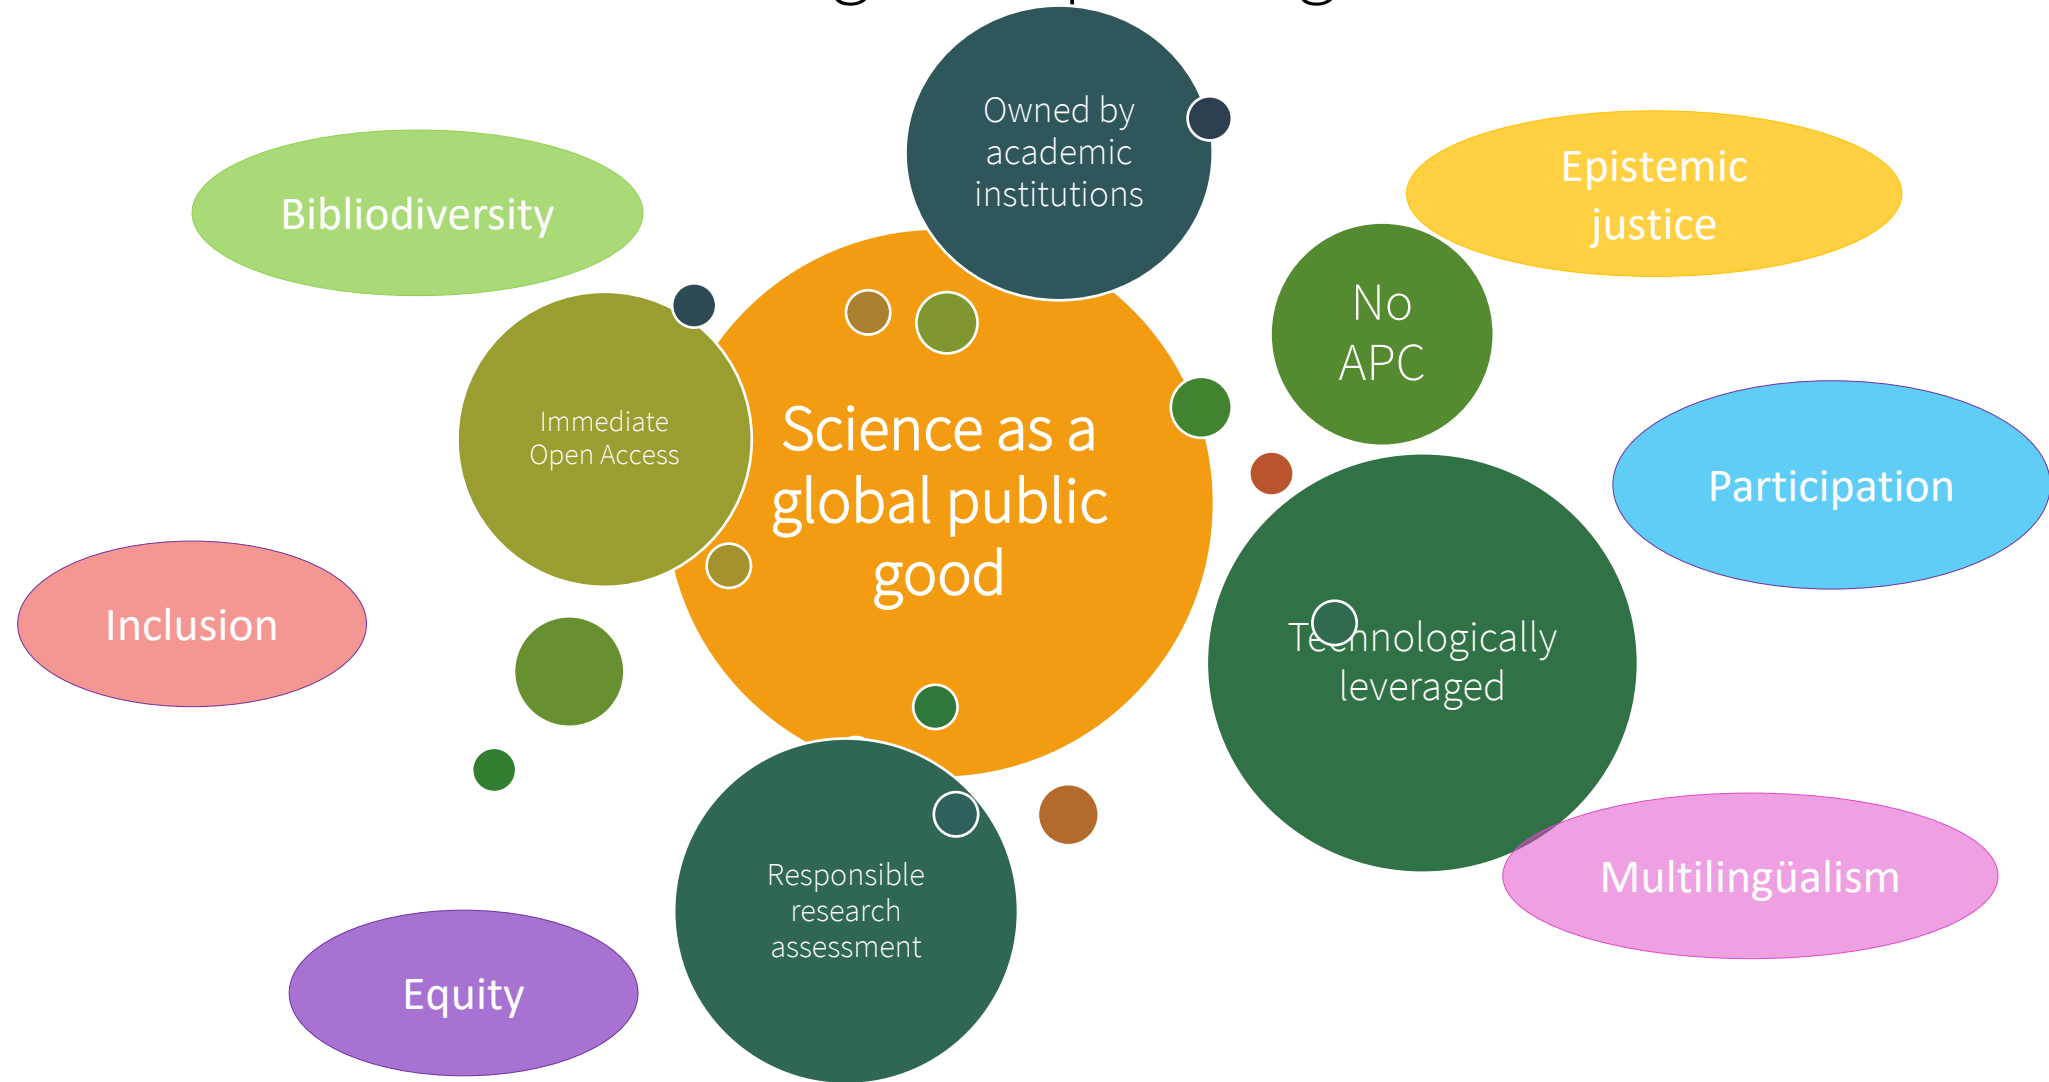 Owned by
academic
institutions
Epistemic
justice
Bibliodiversity
No
APC
Immediate
Open Access
Science as a
global public
good
Participation
Inclusion
Technologically
leveraged
Multilingüalism
Responsible
research
assessment
Equity